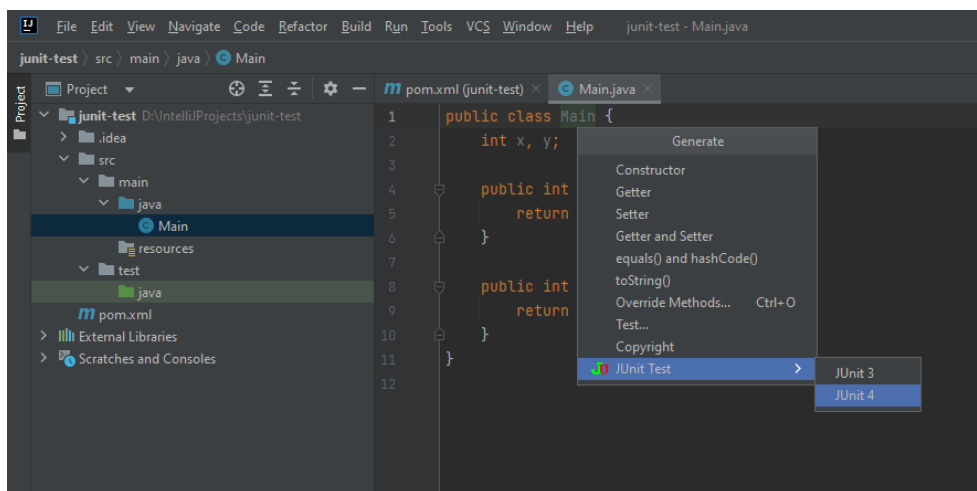 IJ File Edit View Navigate Code Refactor Build Run Tools VCS Window Help junit-test - Main.java
junit-test 〉 src 〉 main 〉 java 〉 C Main
Project
Project
m pom.xml (junit-test) × C Main.java ×
junit-test D:\IntelliJProjects\junit-test
.idea
src
main
java
C Main
resources
test
java
m pom.xml
External Libraries
Scratches and Consoles
1 public class Main {
2 int x, y;
3
4 public int
5 return
6 }
7
8 public int
9 return
10 }
11 }
12
Generate
Constructor
Getter
Setter
Getter and Setter
equals() and hashCode()
toString()
Override Methods... Ctrl+O
Test...
Copyright
JU JUnit Test >
JUnit 3
JUnit 4